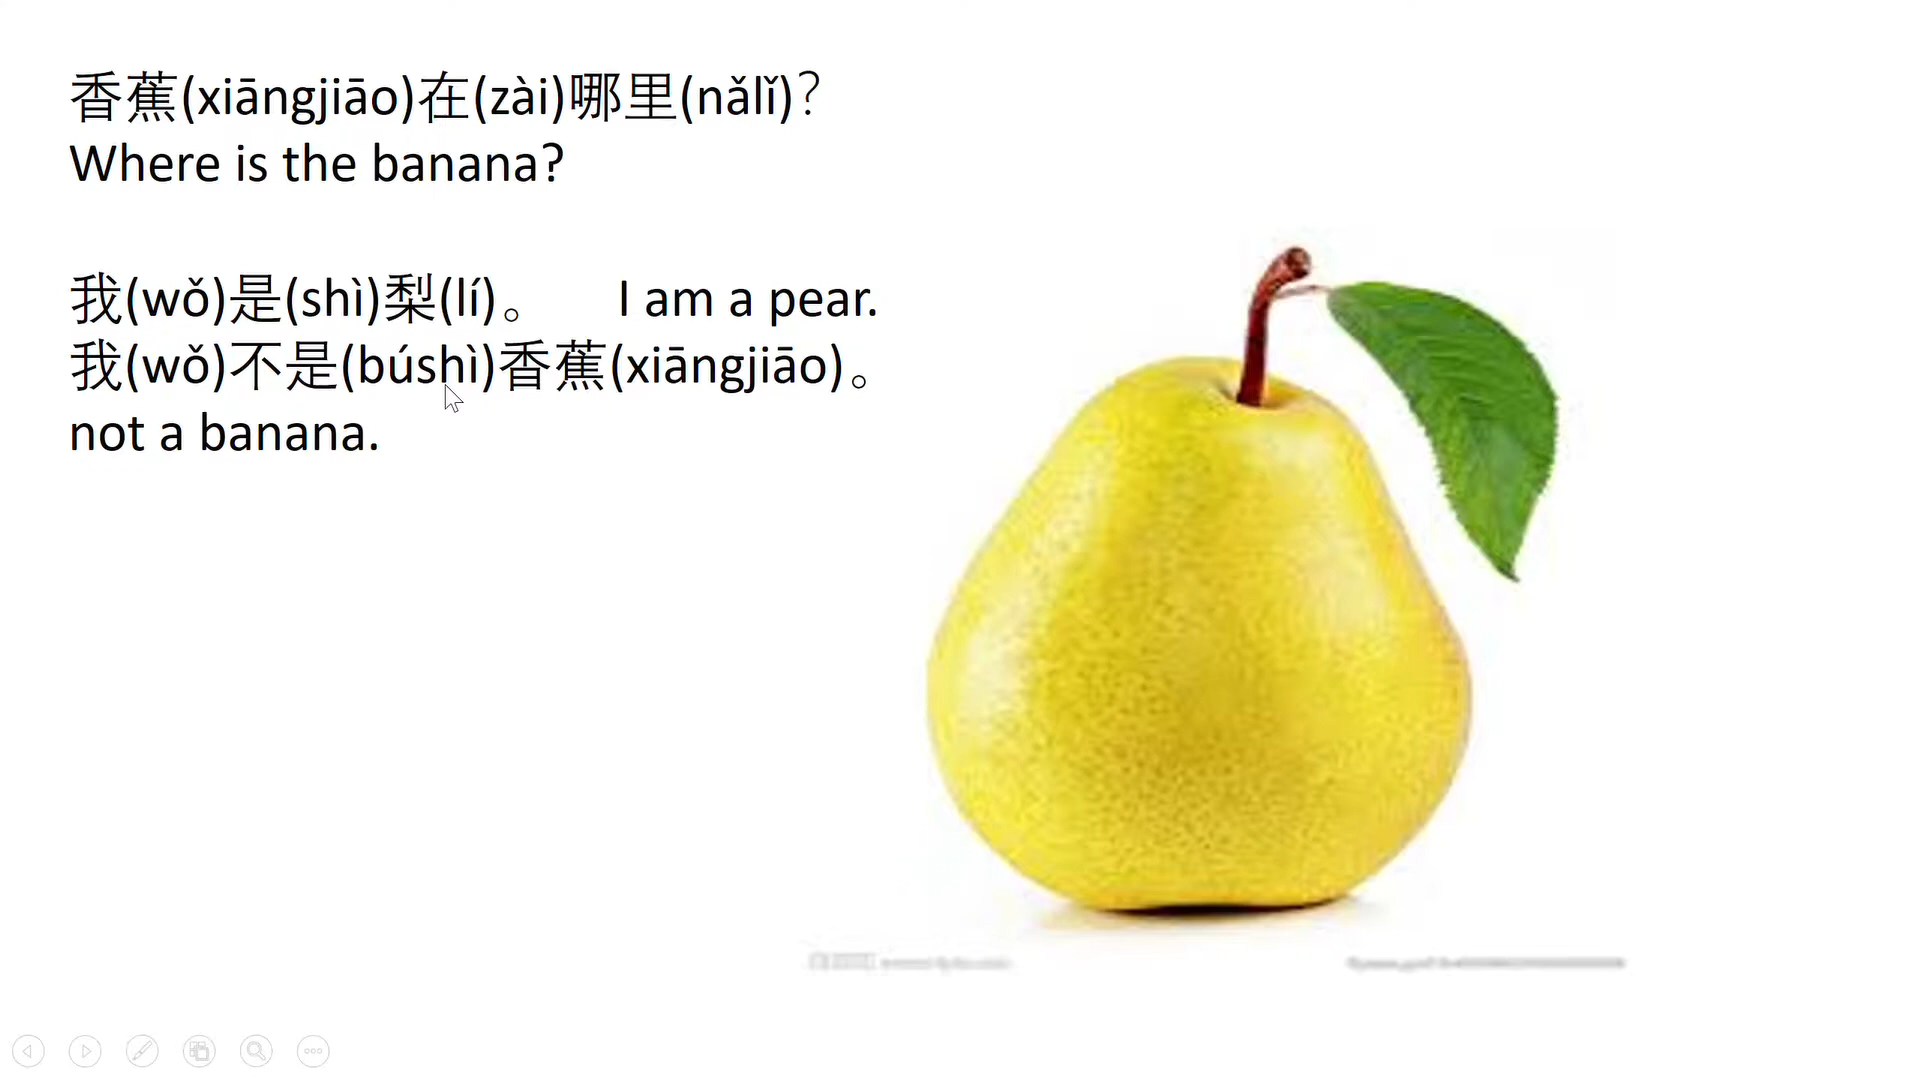 香蕉(xiāngjiāo)在(zài)哪里(nǎlǐ)？
Where is the banana?
我(wǒ)是(shì)梨(lí)。 I am a pear.
我(wǒ)不是(búshì)香蕉(xiāngjiāo)。
not a banana.